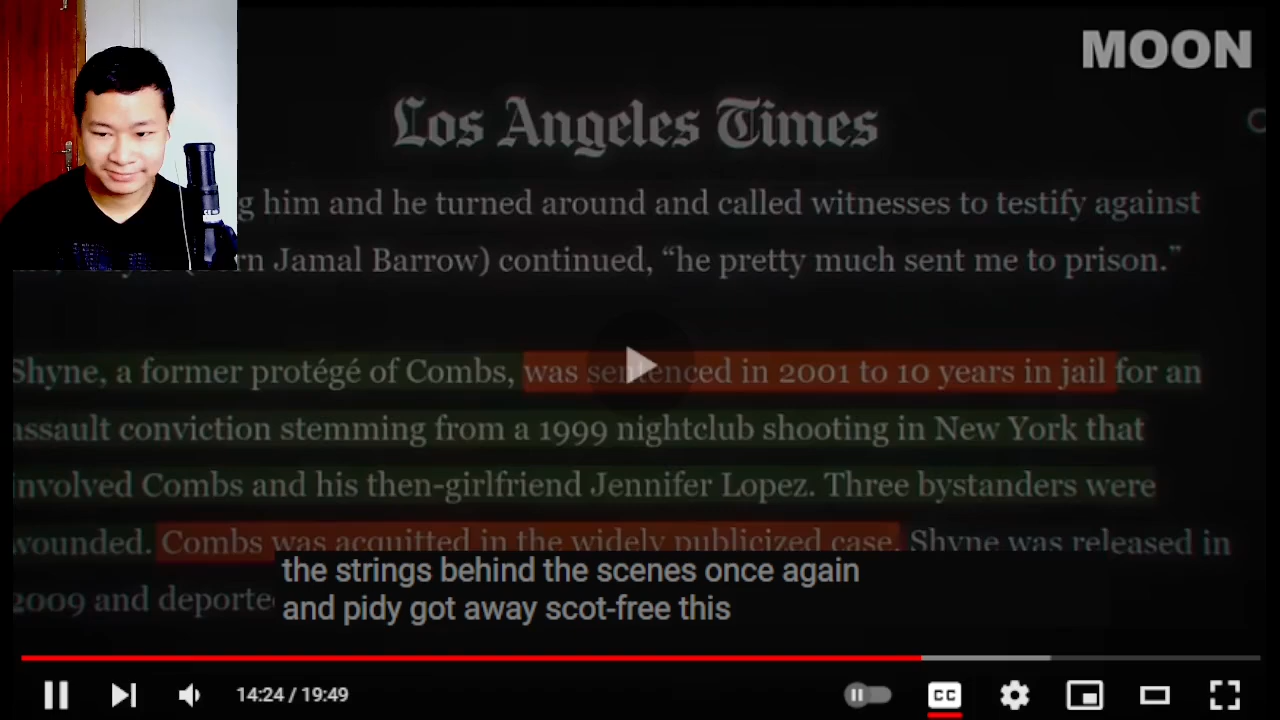 MOON
Los Angeles Times
g him and he turned around and called witnesses to testify against
rn Jamal Barrow) continued, “he pretty much sent me to prison.”
Shyne, a former protégé of Combs, was sentenced in 2001 to 10 years in jail for an
assault conviction stemming from a 1999 nightclub shooting in New York that
involved Combs and his then-girlfriend Jennifer Lopez. Three bystanders were
wounded. Combs was acquitted in the widely publicized case. Shyne was released in
2009 and deporte
the strings behind the scenes once again
and pidy got away scot-free this
14:24 / 19:49
CC